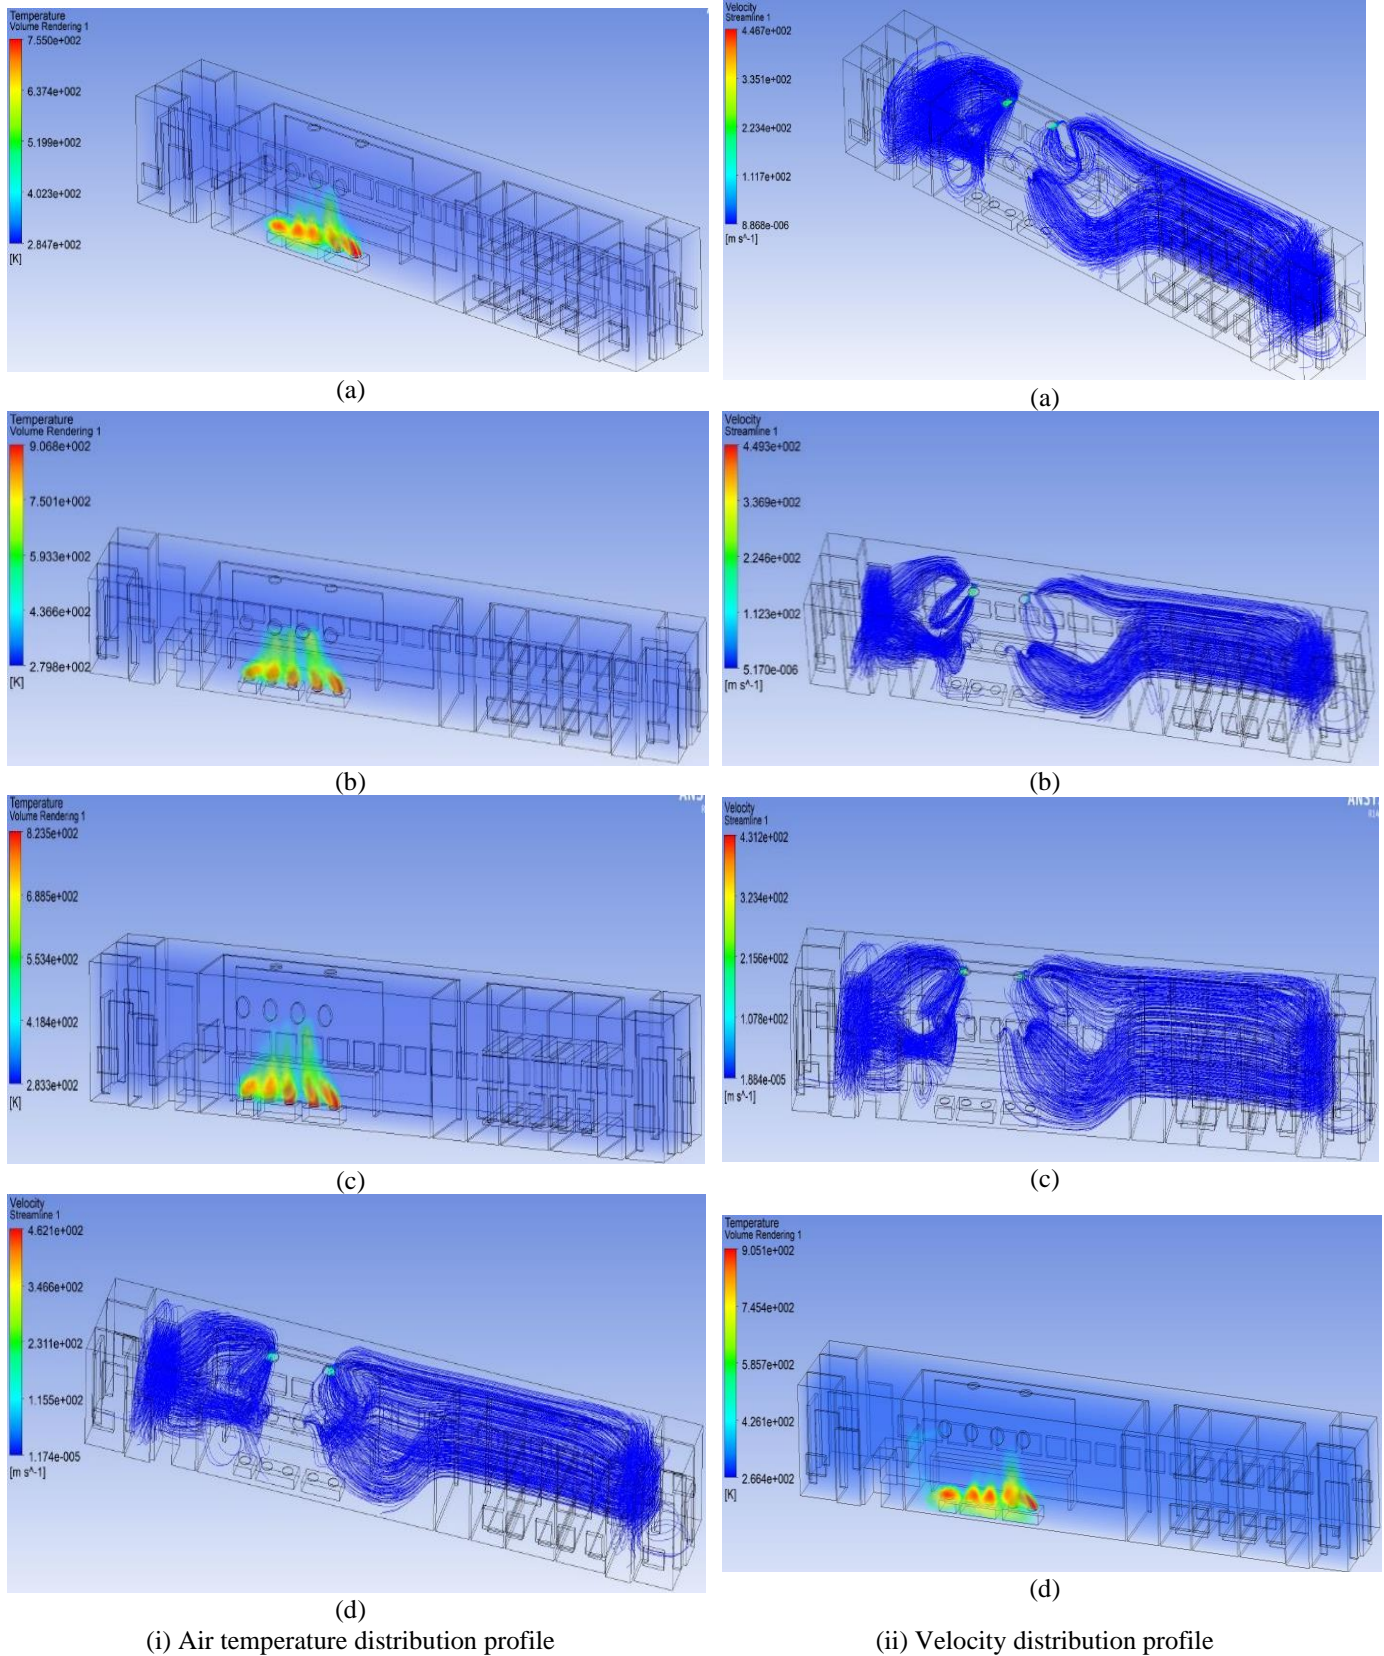 Temperature
Volume Rendering 1
7.550e+002
6.374e+002
5.199e+002
4.023e+002
2.847e+002
[K]
(a)
Velocity
Streamline 1
4.467e+002
3.351e+002
2.234e+002
1.117e+002
8.868e-006
[m s^-1]
(a)
Temperature
Volume Rendering 1
9.068e+002
7.501e+002
5.933e+002
4.366e+002
2.798e+002
[K]
(b)
Velocity
Streamline 1
4.493e+002
3.369e+002
2.246e+002
1.123e+002
5.170e-006
[m s^-1]
(b)
Temperature
Volume Rendering 1
8.235e+002
6.885e+002
5.534e+002
4.184e+002
2.833e+002
[K]
(c)
Velocity
Streamline 1
4.312e+002
3.234e+002
2.156e+002
1.078e+002
1.884e-005
[m s^-1]
(c)
Velocity
Streamline 1
4.621e+002
3.466e+002
2.311e+002
1.155e+002
1.174e-005
[m s^-1]
(d)
Temperature
Volume Rendering 1
9.051e+002
7.454e+002
5.857e+002
4.261e+002
2.664e+002
[K]
(d)
(i) Air temperature distribution profile
(ii) Velocity distribution profile